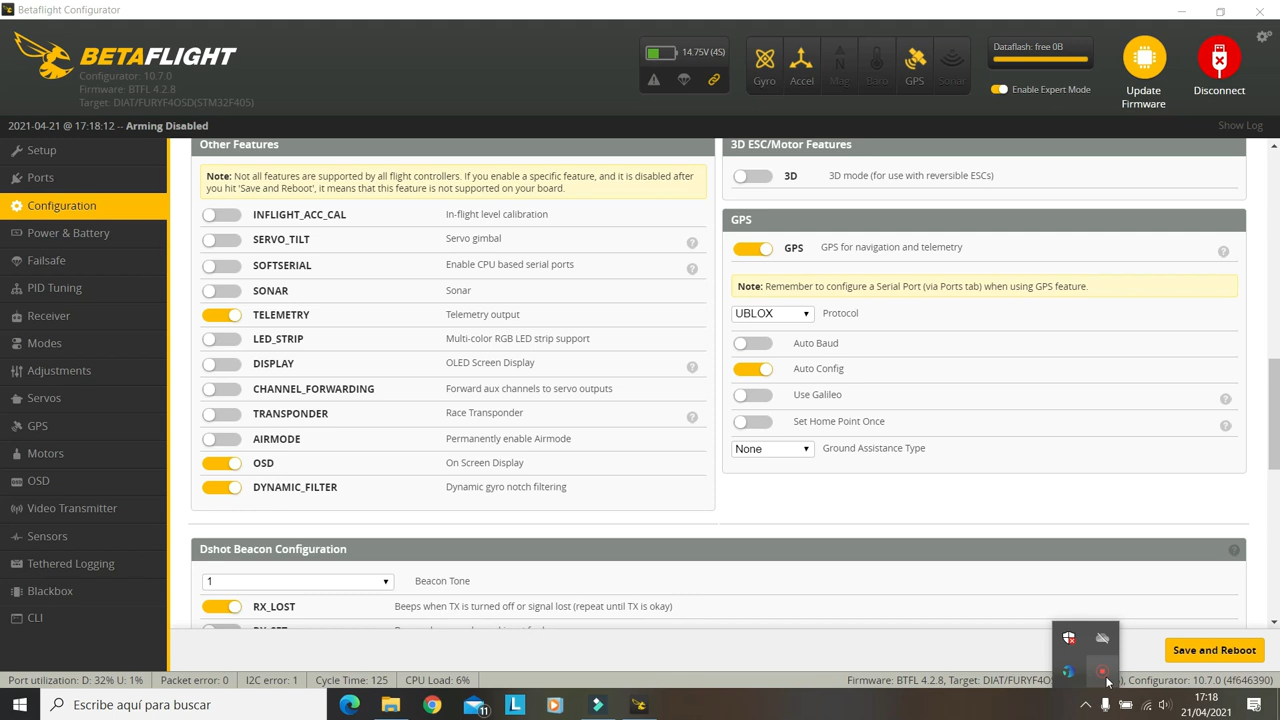 Betaflight Configurator
BETAFLIGHT
Configurator: 10.7.0
Firmware: BTFL 4.2.8
Target: DIAT/FURYF4OSD(STM32F405)
14.75V (4S)
Gyro
Accel
Mag
Baro
GPS
Sonar
Dataflash: free 0B
Enable Expert Mode
Update
Firmware
Disconnect
2021-04-21 @ 17:18:12 -- Arming Disabled
Show Log
Setup
Ports
Configuration
Power & Battery
Failsafe
PID Tuning
Receiver
Modes
Adjustments
Servos
GPS
Motors
OSD
Video Transmitter
Sensors
Tethered Logging
Blackbox
CLI
Other Features
Note: Not all features are supported by all flight controllers. If you enable a specific feature, and it is disabled after
you hit 'Save and Reboot', it means that this feature is not supported on your board.
INFLIGHT_ACC_CAL In-flight level calibration
SERVO_TILT Servo gimbal
SOFTSERIAL Enable CPU based serial ports
SONAR Sonar
TELEMETRY Telemetry output
LED_STRIP Multi-color RGB LED strip support
DISPLAY OLED Screen Display
CHANNEL_FORWARDING Forward aux channels to servo outputs
TRANSPONDER Race Transponder
AIRMODE Permanently enable Airmode
OSD On Screen Display
DYNAMIC_FILTER Dynamic gyro notch filtering
3D ESC/Motor Features
3D 3D mode (for use with reversible ESCs)
GPS
GPS GPS for navigation and telemetry
Note: Remember to configure a Serial Port (via Ports tab) when using GPS feature.
UBLOX Protocol
Auto Baud
Auto Config
Use Galileo
Set Home Point Once
None Ground Assistance Type
Dshot Beacon Configuration
1 Beacon Tone
RX_LOST Beeps when TX is turned off or signal lost (repeat until TX is okay)
Save and Reboot
Port utilization: D: 32% U: 1% Packet error: 0 I2C error: 1 Cycle Time: 125 CPU Load: 6% Firmware: BTFL 4.2.8, Target: DIAT/FURYF4O Configurator: 10.7.0 (4f646390)
Escribe aquí para buscar
11
L
17:18
21/04/2021